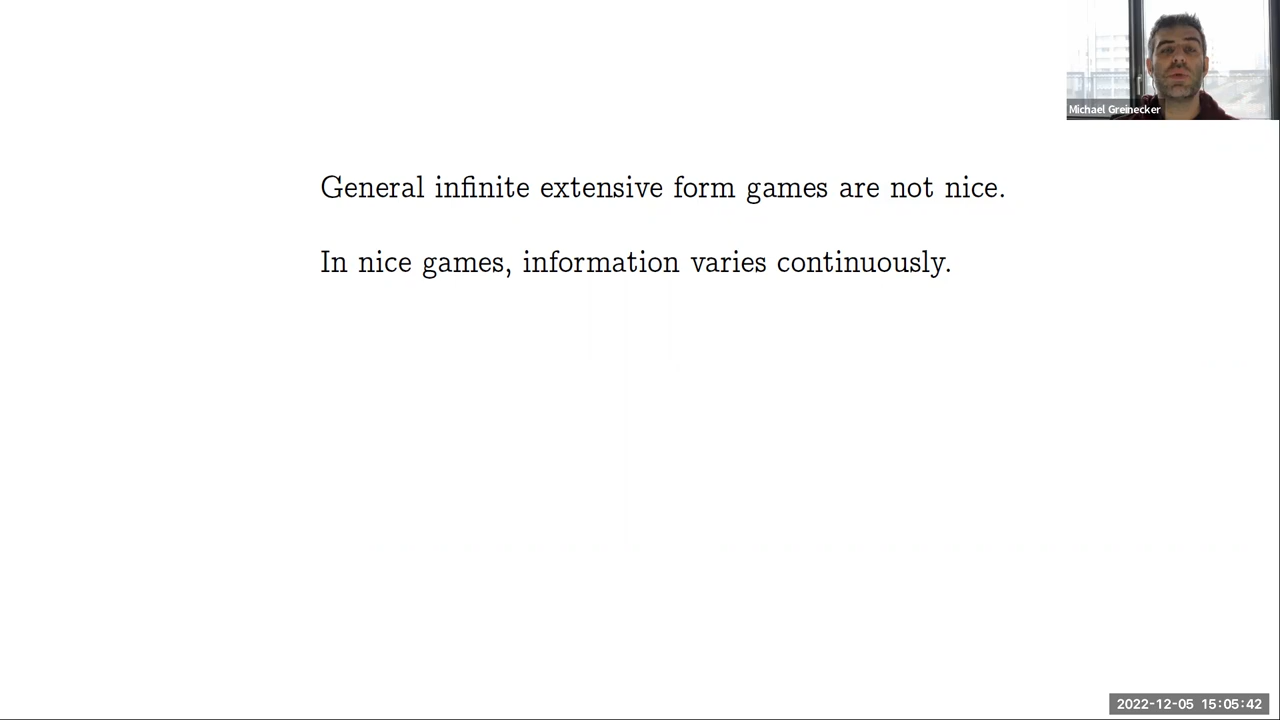 Michael Greinecker
General infinite extensive form games are not nice.
In nice games, information varies continuously.
2022-12-05 15:05:42